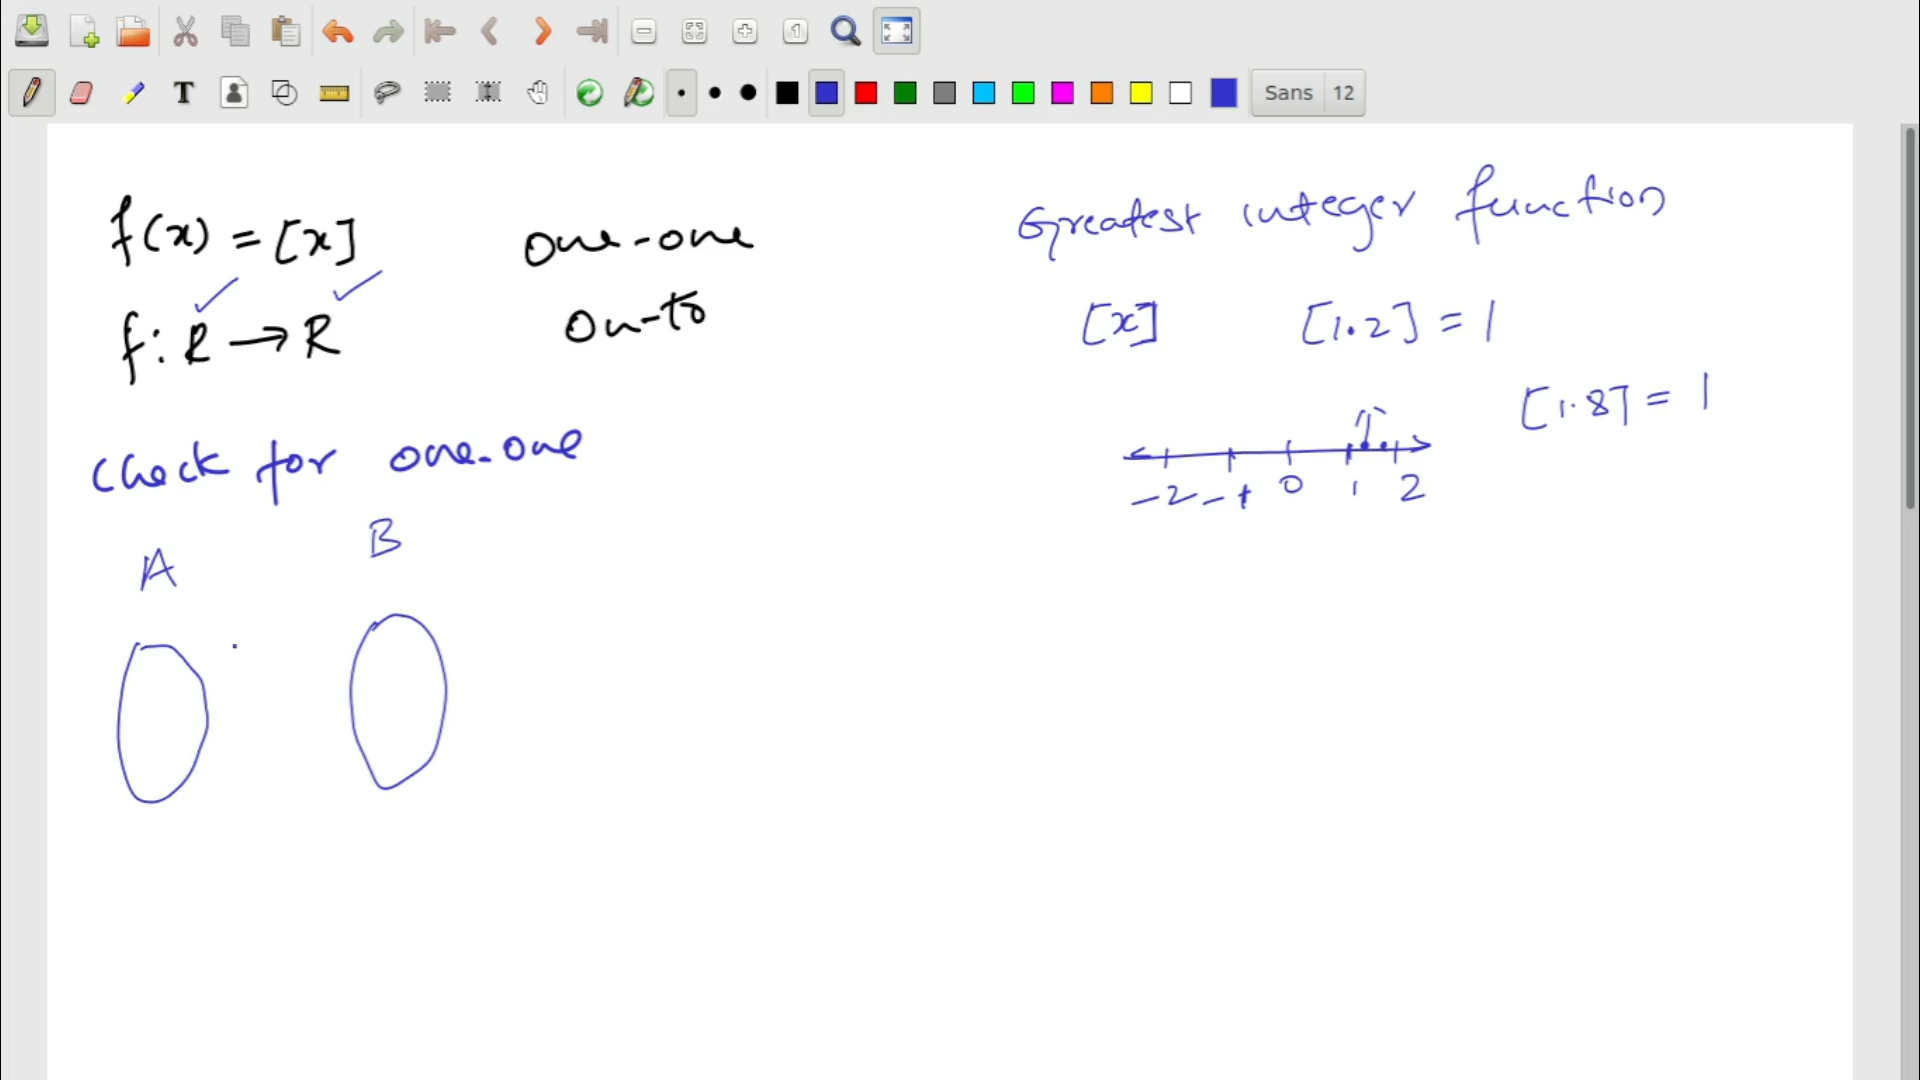 Sans 12
f(x) = [x]
one-one
f: R → R
on-to
Check for one-one
A
B
Greatest integer function
[x]
[1.2] = 1
[1.8] = 1
-2 -1 0 1 2